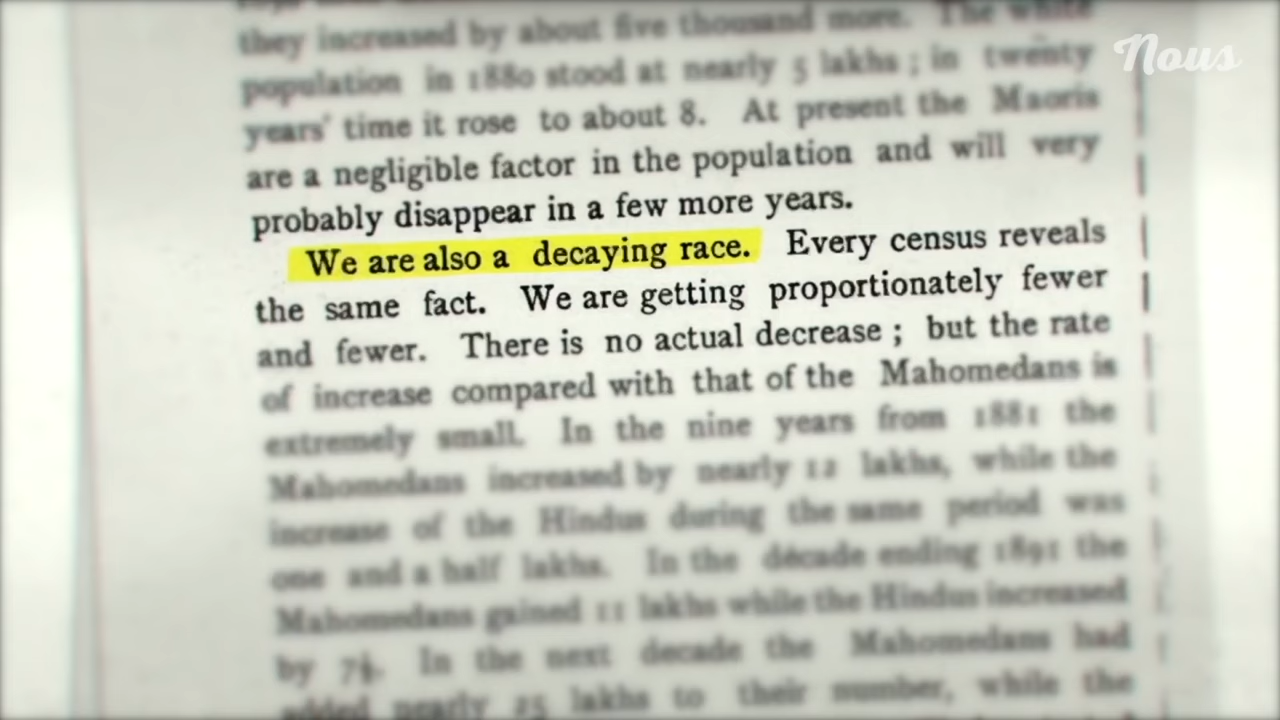 they increased by about five thousand more. The white
Nous
population in 1880 stood at nearly 5 lakhs ; in twenty
years' time it rose to about 8. At present the Maoris
are a negligible factor in the population and will very
probably disappear in a few more years.
We are also a decaying race. Every census reveals
the same fact. We are getting proportionately fewer
and fewer. There is no actual decrease ; but the rate
of increase compared with that of the Mahomedans is
extremely small. In the nine years from 1881 the
Mahomedans increased by nearly 12 lakhs, while the
increase of the Hindus during the same period was
one and a half lakhs. In the décade ending 1891 the
Mahomedans gained 11 lakhs while the Hindus increased
by 7½. In the next decade the Mahomedans had
added nearly 25 lakhs to their number, while the